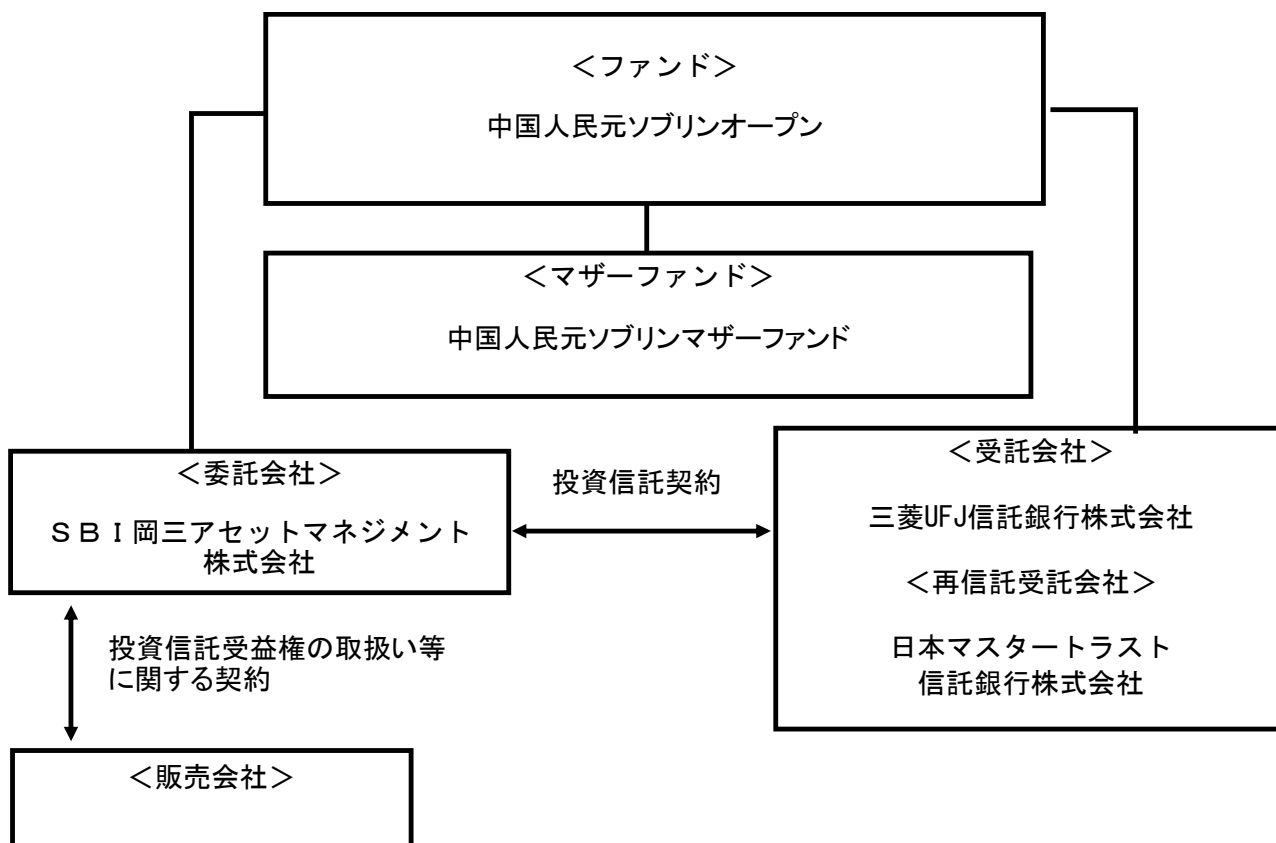 ＜ファンド＞
中国人民元ソブリンオープン
＜マザーファンド＞
中国人民元ソブリンマザーファンド
＜委託会社＞
ＳＢＩ岡三アセットマネジメント
株式会社
投資信託契約
＜受託会社＞
三菱UFJ信託銀行株式会社
＜再信託受託会社＞
日本マスタートラスト
信託銀行株式会社
投資信託受益権の取扱い等
に関する契約
＜販売会社＞